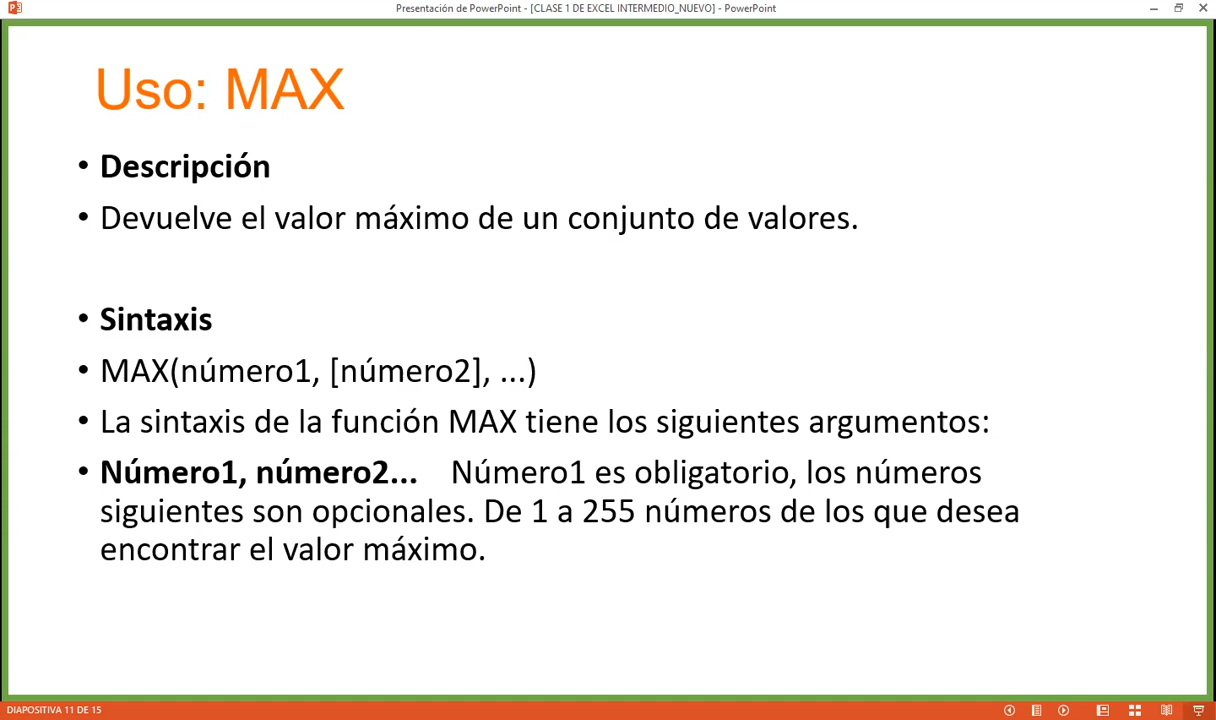 Presentación de PowerPoint - [CLASE 1 DE EXCEL INTERMEDIO_NUEVO] - PowerPoint
Uso: MAX
• Descripción
• Devuelve el valor máximo de un conjunto de valores.
• Sintaxis
• MAX(número1, [número2], ...)
• La sintaxis de la función MAX tiene los siguientes argumentos:
• Número1, número2... Número1 es obligatorio, los números
siguientes son opcionales. De 1 a 255 números de los que desea
encontrar el valor máximo.
DIAPOSITIVA 11 DE 15